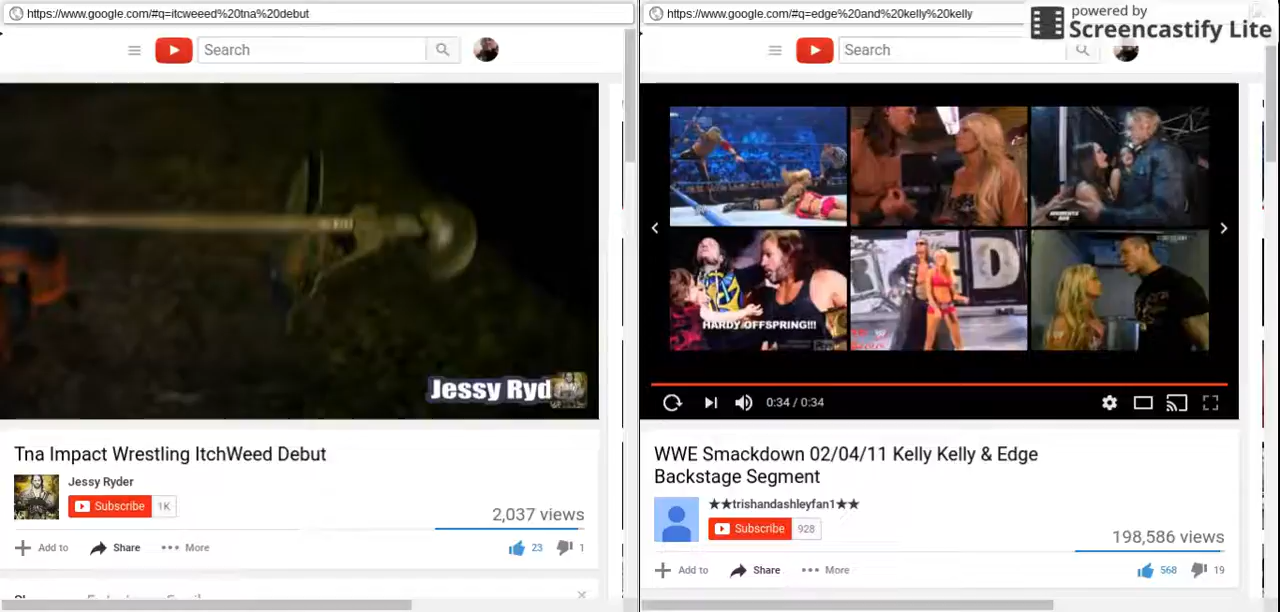 https://www.google.com/#q=itcweeed%20tna%20debut
Search
Jessy Ryd
Tna Impact Wrestling ItchWeed Debut
Jessy Ryder
Subscribe 1K
2,037 views
Add to Share More 23 1
https://www.google.com/#q=edge%20and%20kelly%20kelly
powered by
Screencastify Lite
Search
HARDY OFFSPRING!!!
0:34 / 0:34
WWE Smackdown 02/04/11 Kelly Kelly & Edge
Backstage Segment
★★trishandashleyfan1★★
Subscribe 928
198,586 views
Add to Share More 568 19